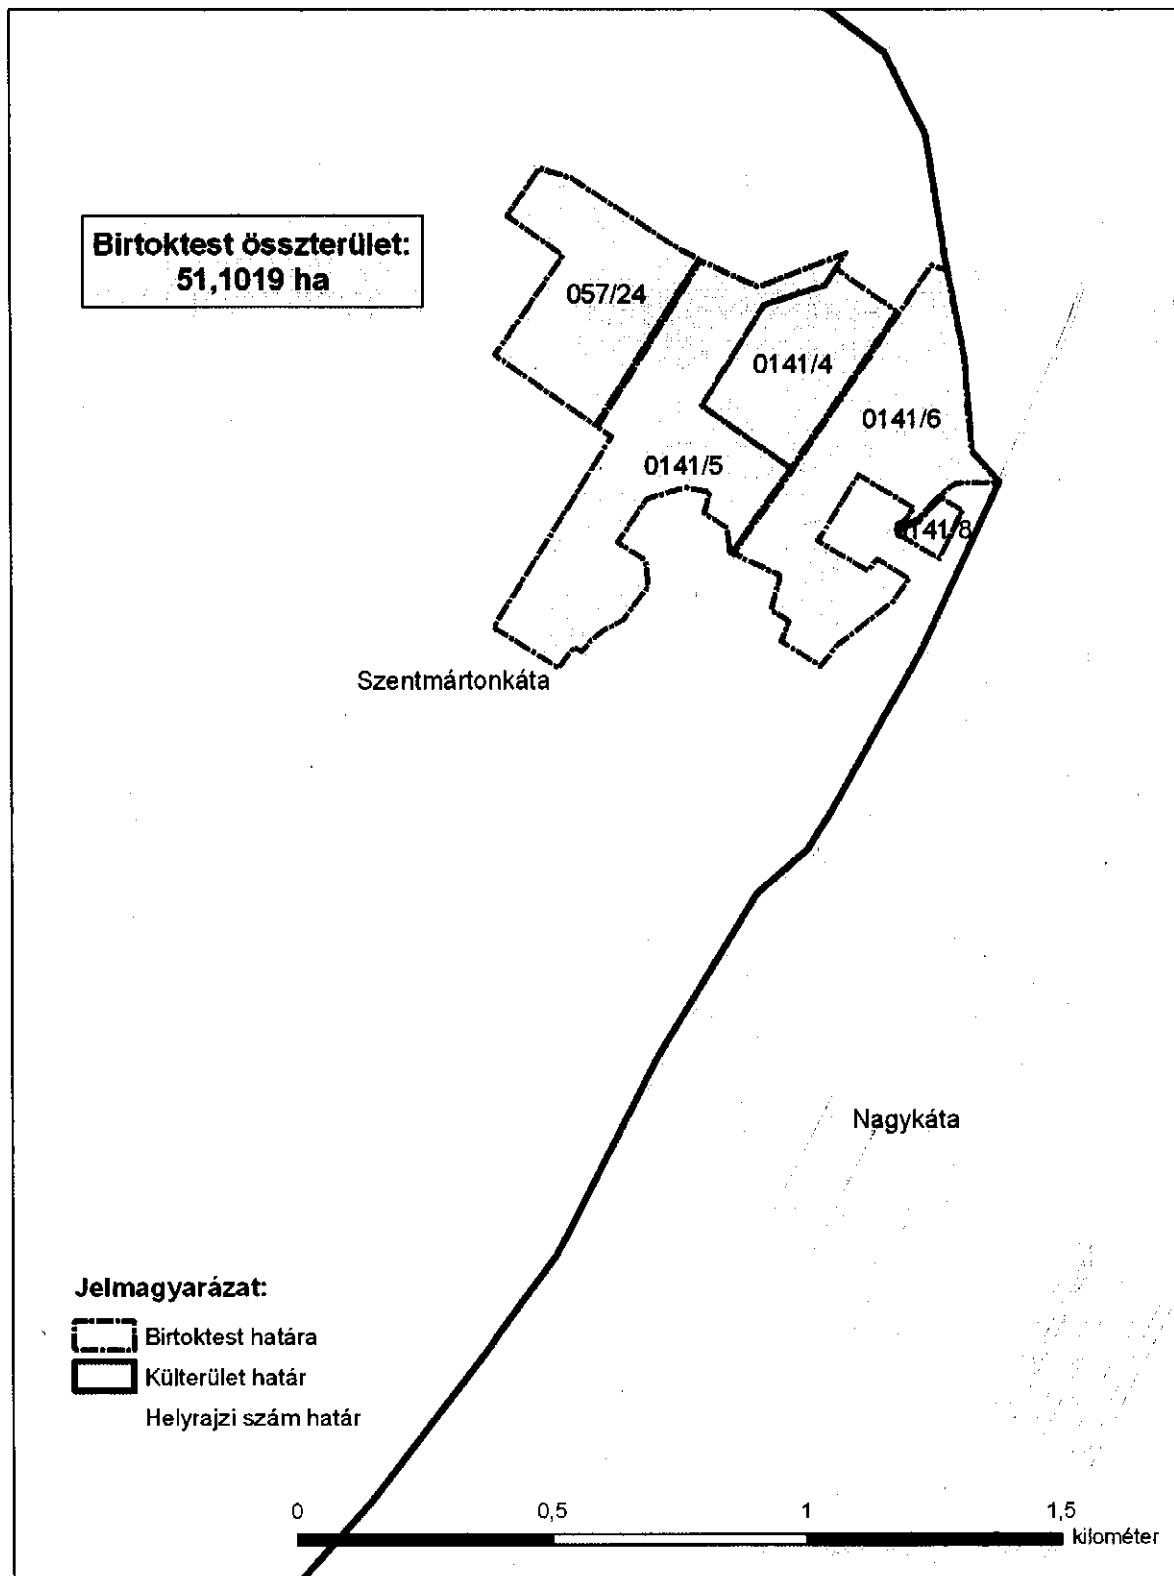 Birtoktest összterület:
51,1019 ha
057/24
0141/4
0141/6
0141/5
0141/8
Szentmártonkáta
Nagykáta
Jelmagyarázat:
Birtoktest határa
Külterület határ
Helyrajzi szám határ
0 0,5 1 1,5
kilóméter